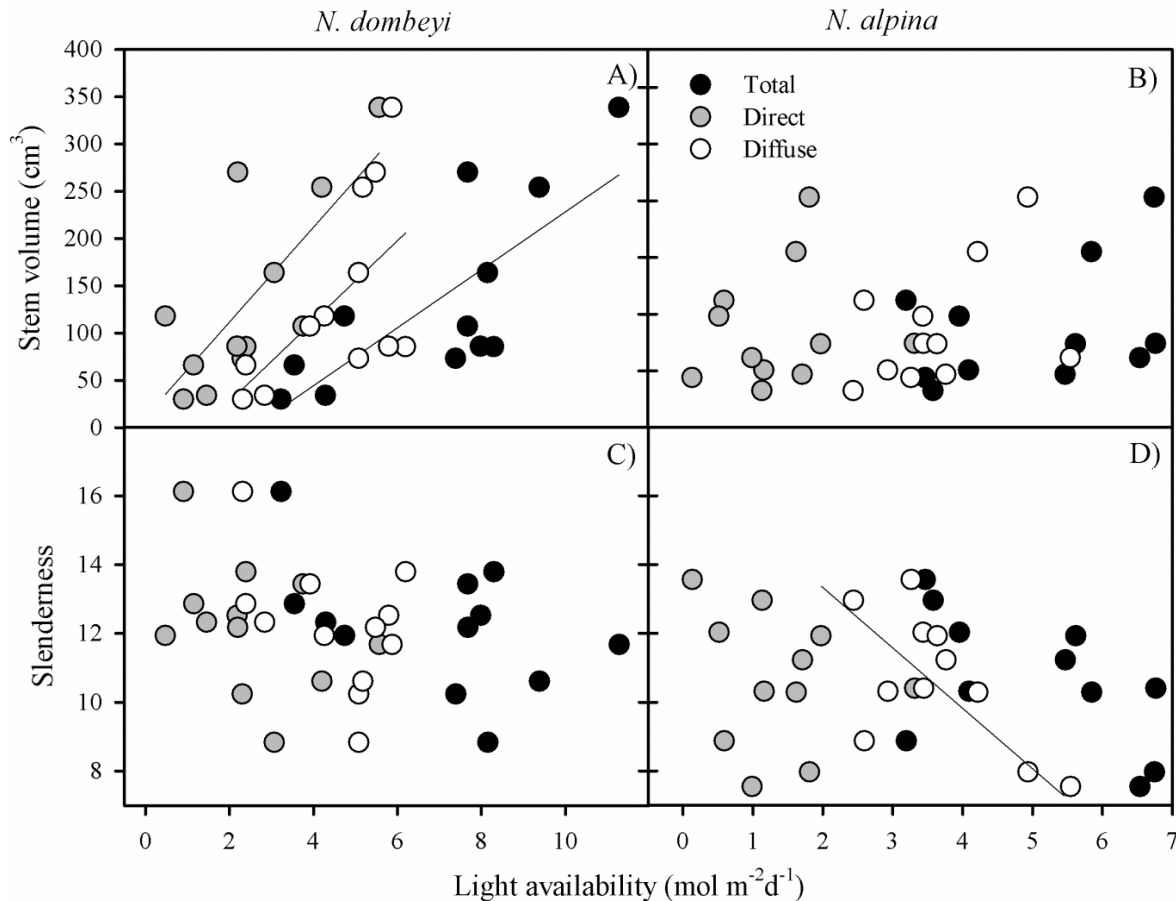 N. dombeyi
N. alpina
400
350
300
250
200
150
100
50
0
Stem volume (cm³)
A)
B)
Total
Direct
Diffuse
16
14
12
10
8
Slenderness
C)
D)
0 2 4 6 8 10
0 1 2 3 4 5 6 7
Light availability (mol m⁻²d⁻¹)